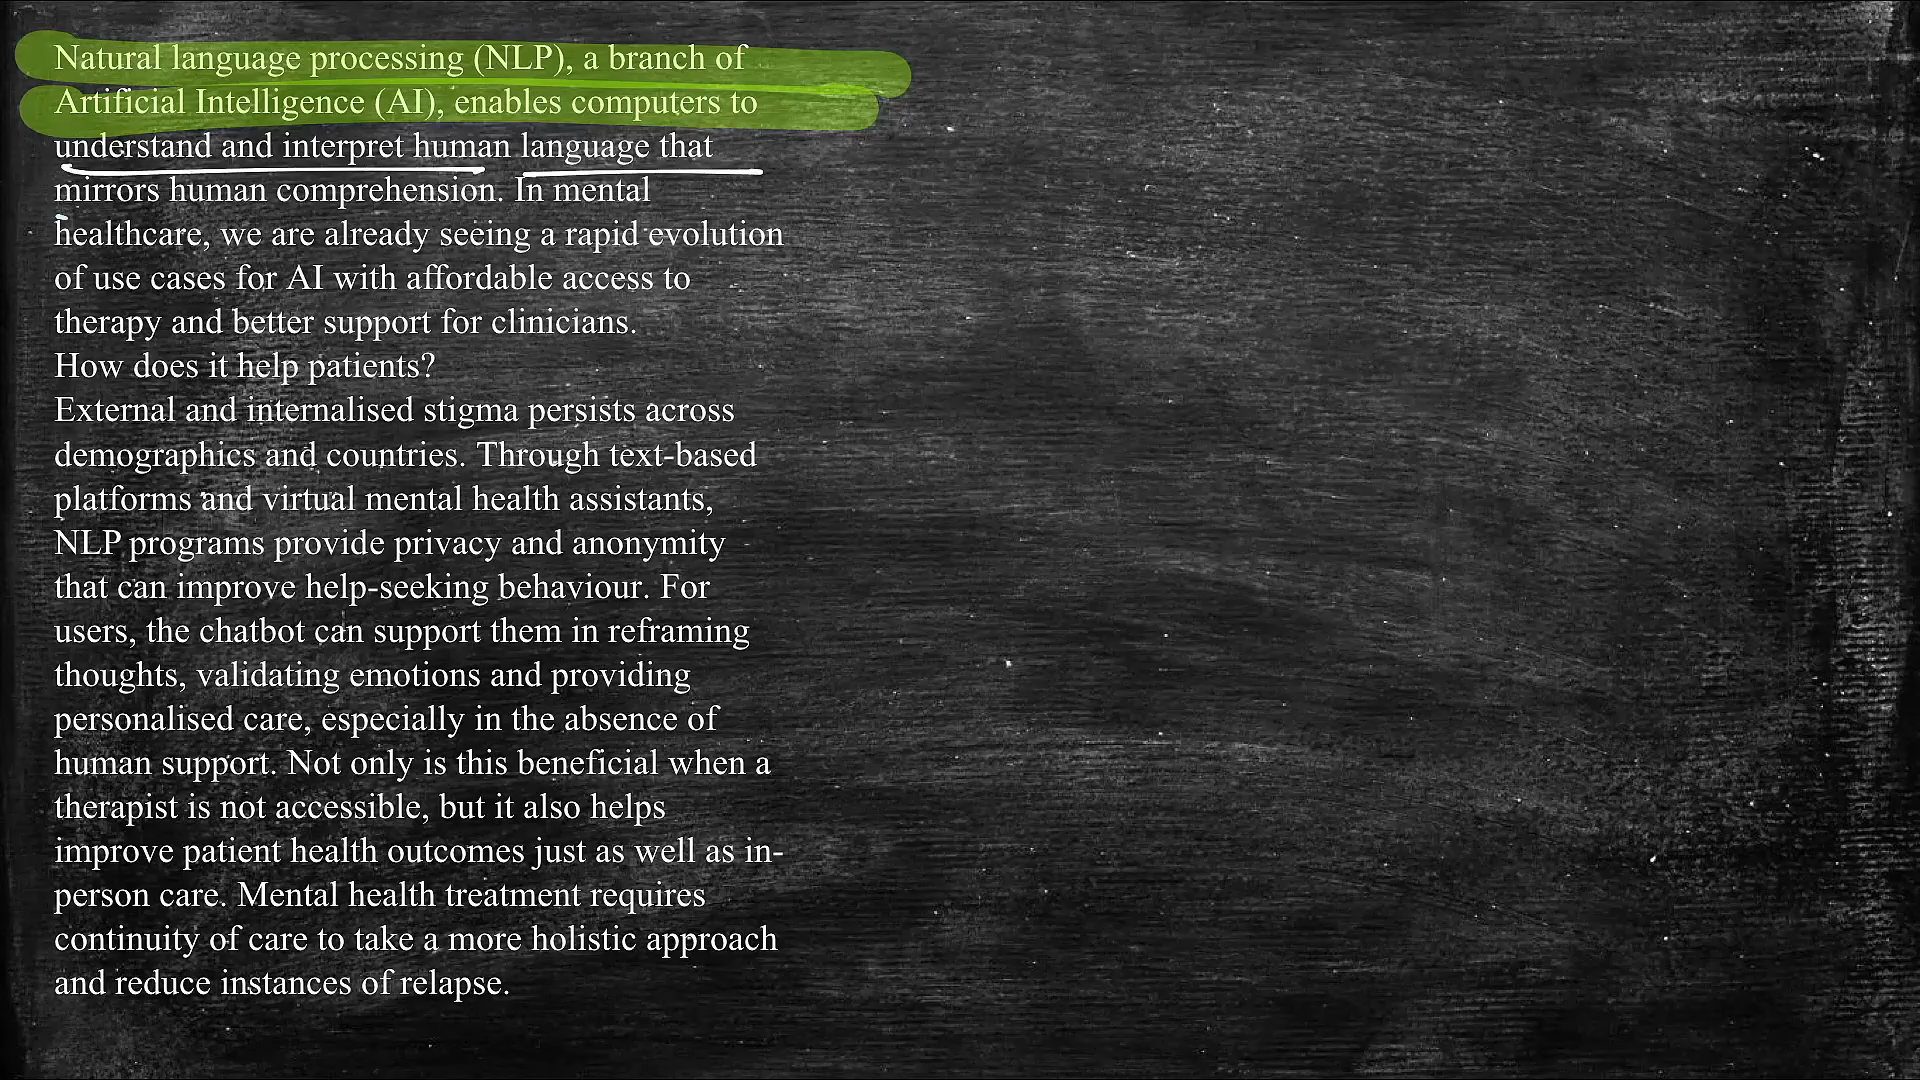 Natural language processing (NLP), a branch of
Artificial Intelligence (AI), enables computers to
understand and interpret human language that
mirrors human comprehension. In mental
healthcare, we are already seeing a rapid evolution
of use cases for AI with affordable access to
therapy and better support for clinicians.
How does it help patients?
External and internalised stigma persists across
demographics and countries. Through text-based
platforms and virtual mental health assistants,
NLP programs provide privacy and anonymity
that can improve help-seeking behaviour. For
users, the chatbot can support them in reframing
thoughts, validating emotions and providing
personalised care, especially in the absence of
human support. Not only is this beneficial when a
therapist is not accessible, but it also helps
improve patient health outcomes just as well as in-
person care. Mental health treatment requires
continuity of care to take a more holistic approach
and reduce instances of relapse.